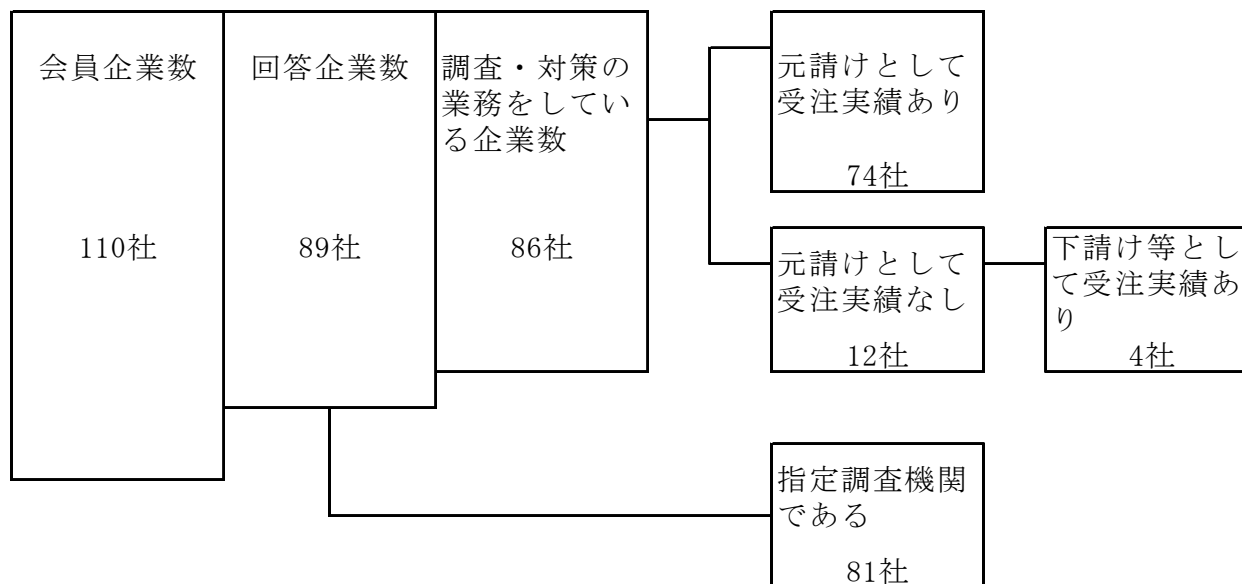 会員企業数
110社
回答企業数
89社
調査・対策の
業務をしてい
る企業数
86社
元請けとして
受注実績あり
74社
元請けとして
受注実績なし
12社
下請け等とし
て受注実績あ
り
4社
指定調査機関
である
81社